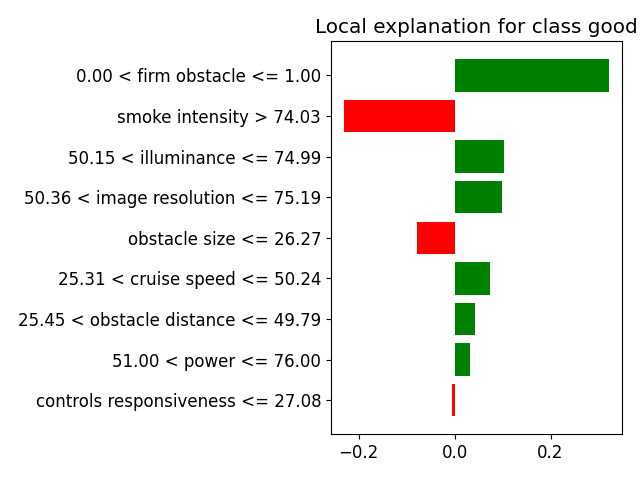 Local explanation for class good
0.00 < firm obstacle <= 1.00
smoke intensity > 74.03
50.15 < illuminance <= 74.99
50.36 < image resolution <= 75.19
obstacle size <= 26.27
25.31 < cruise speed <= 50.24
25.45 < obstacle distance <= 49.79
51.00 < power <= 76.00
controls responsiveness <= 27.08
−0.2 0.0 0.2